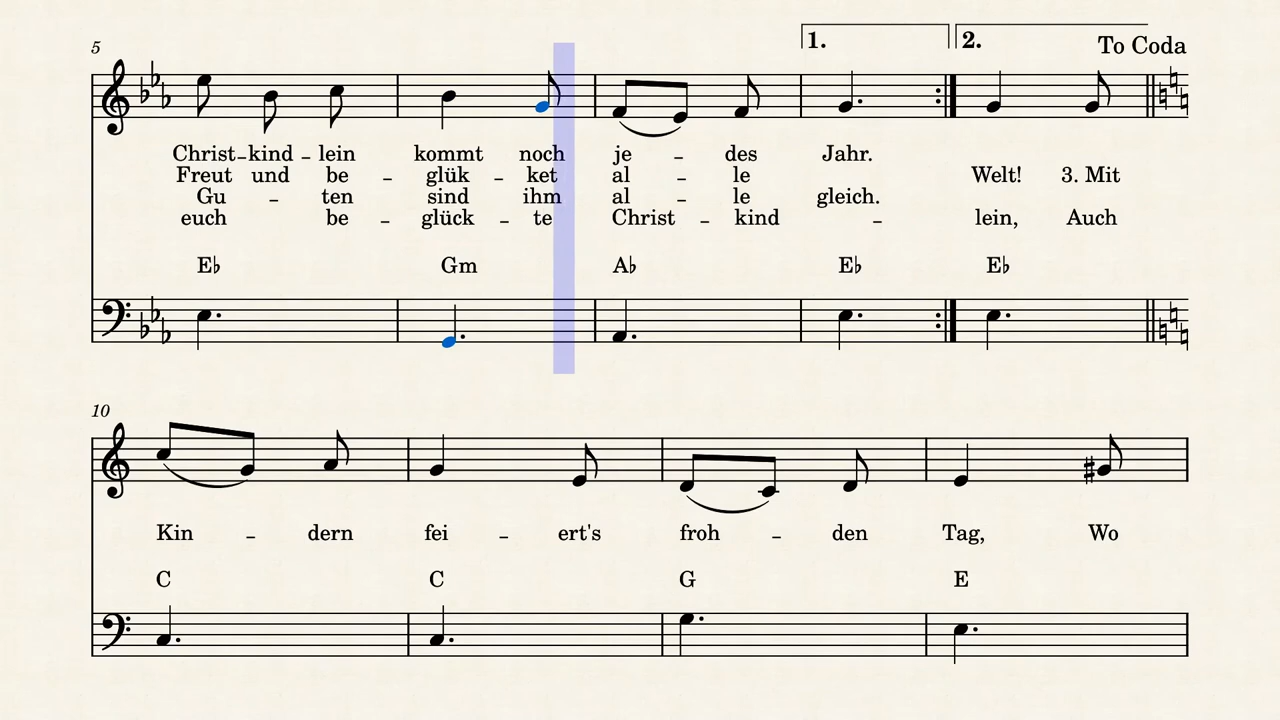 1. 2. To Coda
5
Christ-kind-lein kommt noch je - des Jahr.
Freut und be - glük - ket al - le Welt! 3. Mit
Gu - ten sind ihm al - le gleich.
euch be - glück - te Christ - kind - lein, Auch
E♭ Gm A♭ E♭ E♭
10
Kin - dern fei - ert's froh - den Tag, Wo
C C G E